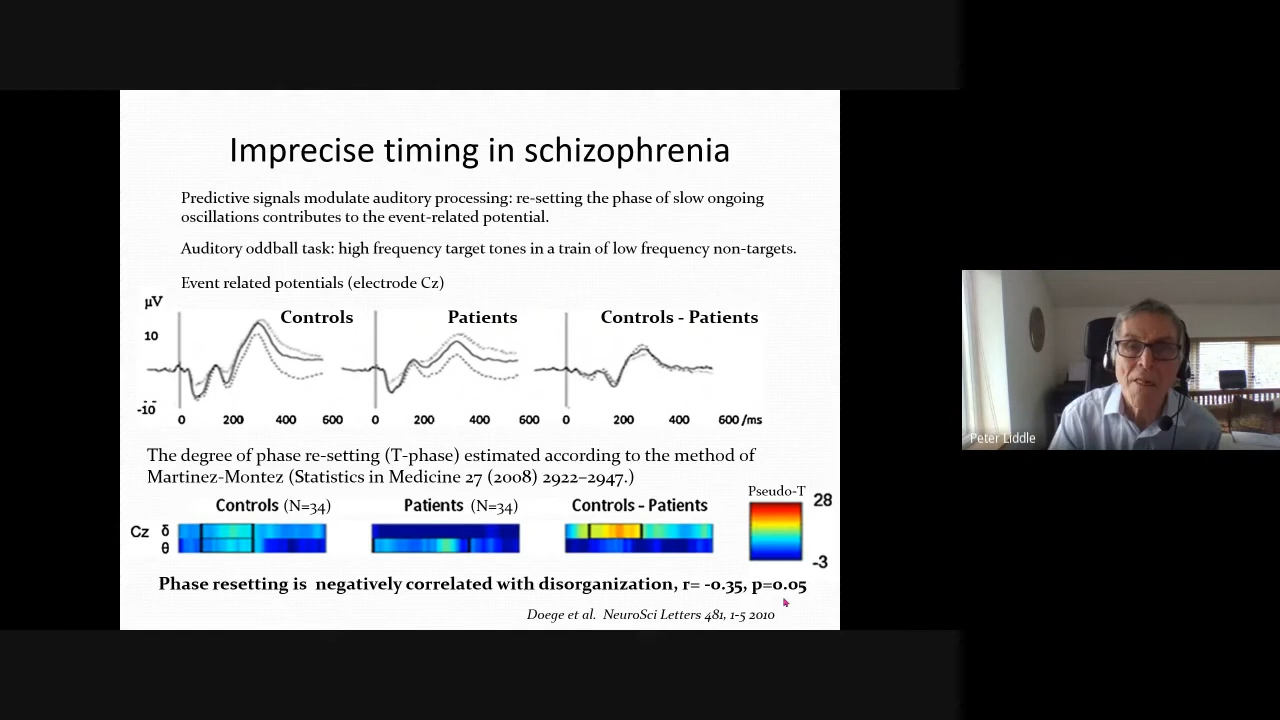 Imprecise timing in schizophrenia
Predictive signals modulate auditory processing: re-setting the phase of slow ongoing
oscillations contributes to the event-related potential.
Auditory oddball task: high frequency target tones in a train of low frequency non-targets.
Event related potentials (electrode Cz)
µV
Controls
Patients
Controls - Patients
10
-10
0 200 400 600
0 200 400 600
0 200 400 600 /ms
The degree of phase re-setting (T-phase) estimated according to the method of
Martinez-Montez (Statistics in Medicine 27 (2008) 2922–2947.)
Controls (N=34)
Patients (N=34)
Controls – Patients
Pseudo-T
28
-3
Cz δ
θ
Phase resetting is negatively correlated with disorganization, r= -0.35, p=0.05
Doege et al. NeuroSci Letters 481, 1-5 2010
Peter Liddle